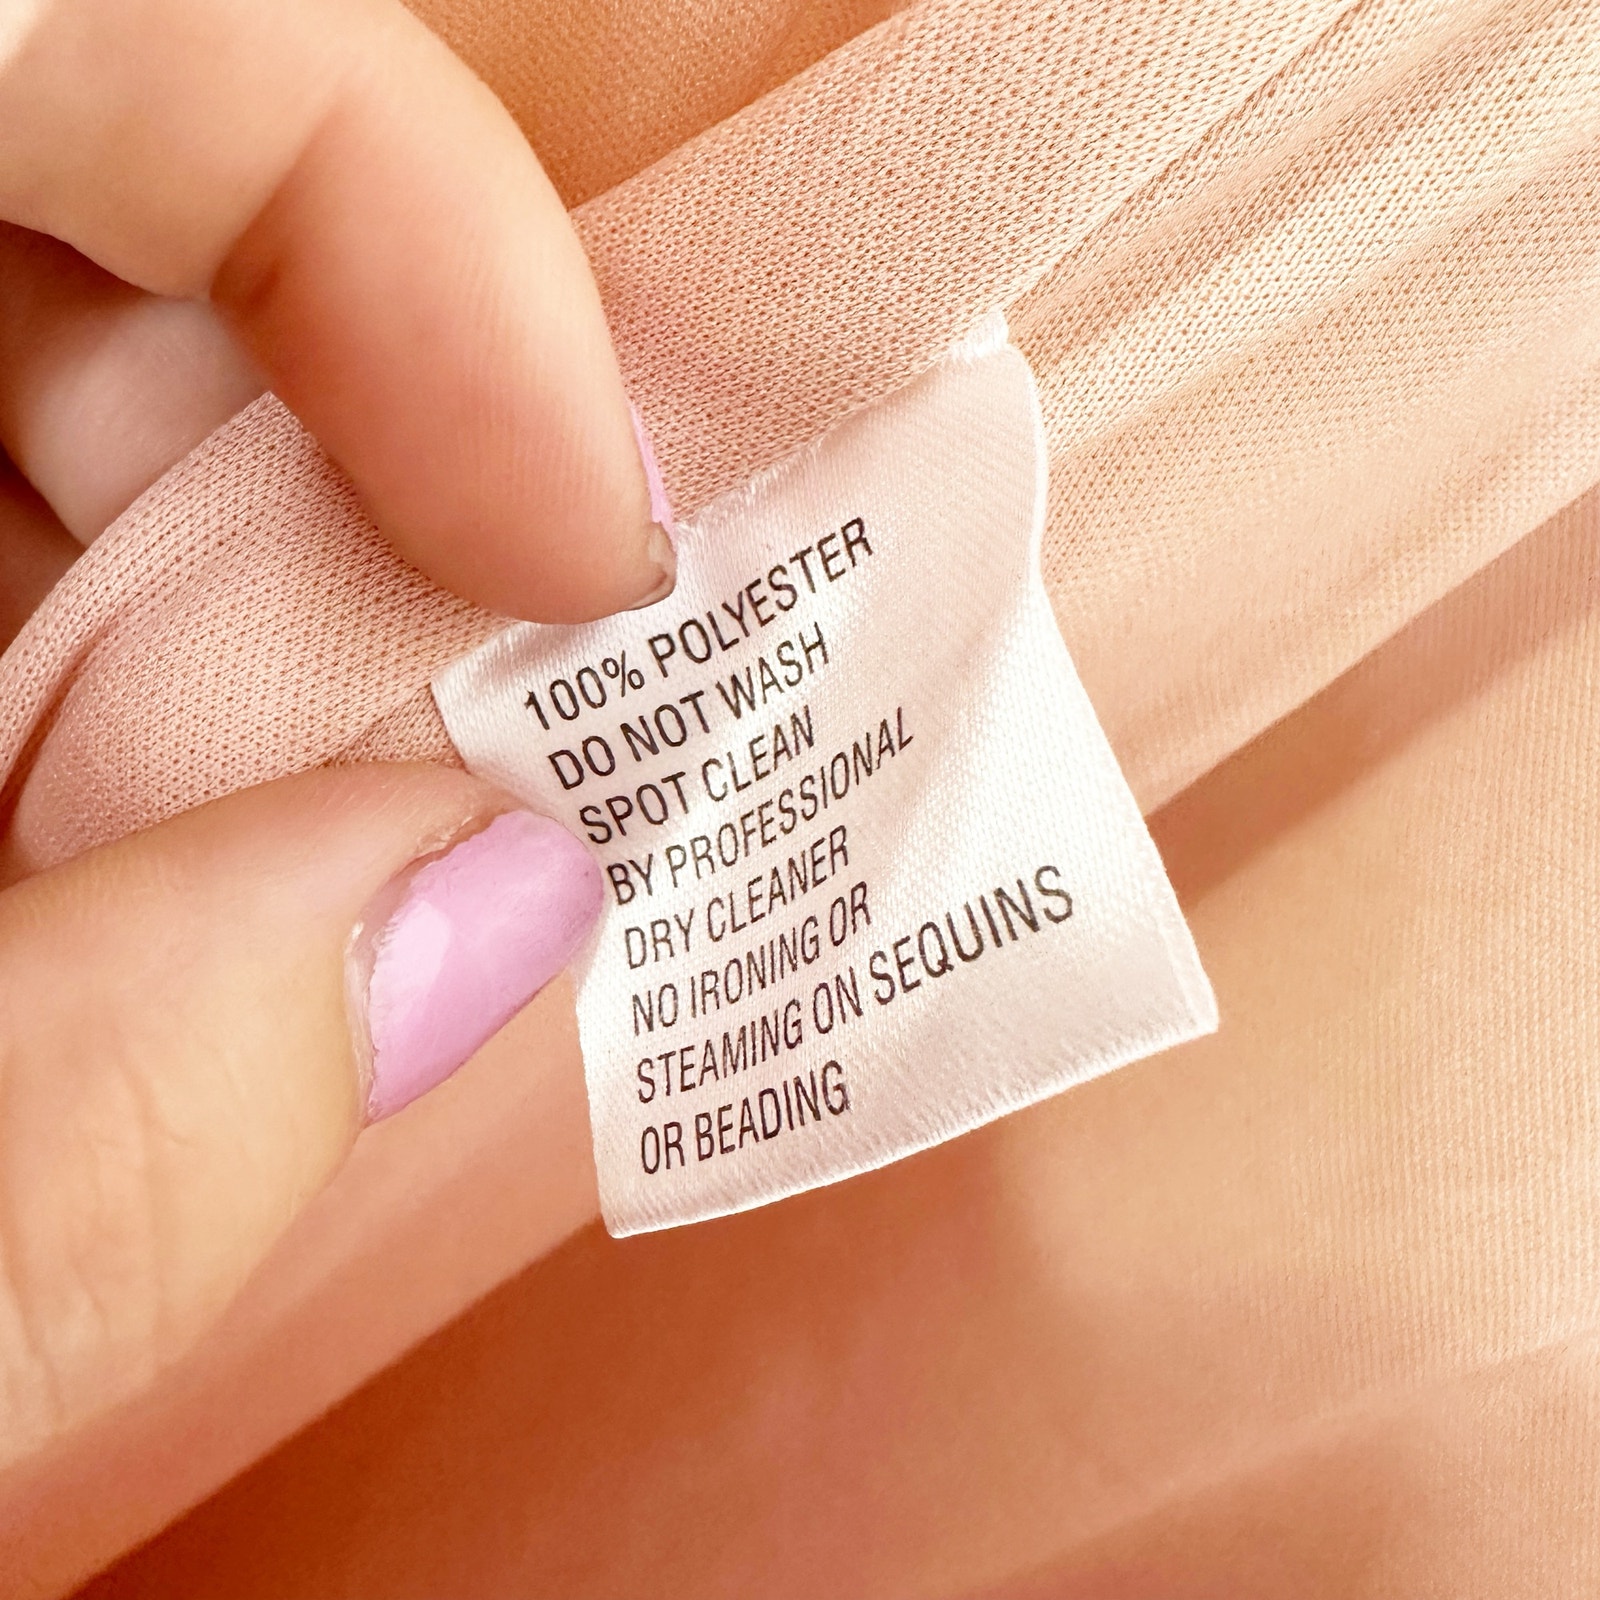 100% POLYESTER
DO NOT WASH
SPOT CLEAN
BY PROFESSIONAL
DRY CLEANER
NO IRONING OR
STEAMING ON SEQUINS
OR BEADING